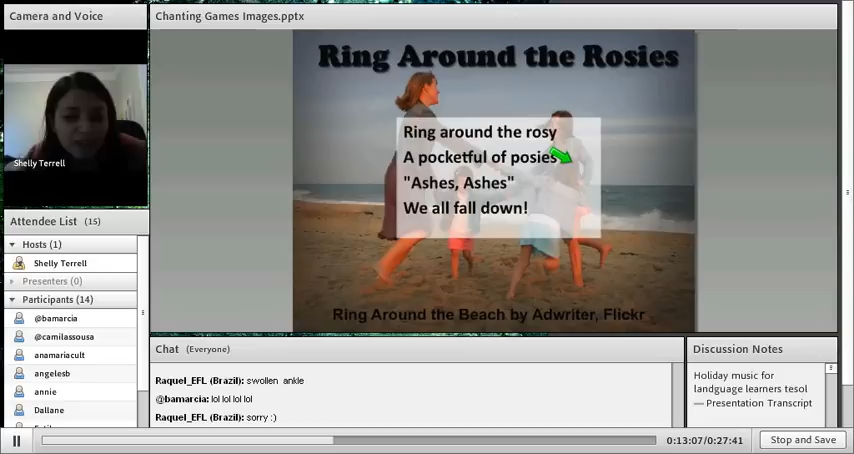 Camera and Voice
Shelly Terrell
Attendee List (15)
Hosts (1)
Shelly Terrell
Presenters (0)
Participants (14)
@bamarcia
@camilassousa
anamariacult
angelesb
annie
Dallane
Chanting Games Images.pptx
Ring Around the Rosies
Ring around the rosy
A pocketful of posies
"Ashes, Ashes"
We all fall down!
Ring Around the Beach by Adwriter, Flickr
Chat (Everyone)
Raquel_EFL (Brazil): swollen ankle
@bamarcia: lol lol lol lol
Raquel_EFL (Brazil): sorry :)
Discussion Notes
Holiday music for
landguage learners tesol
— Presentation Transcript
0:13:07/0:27:41
Stop and Save